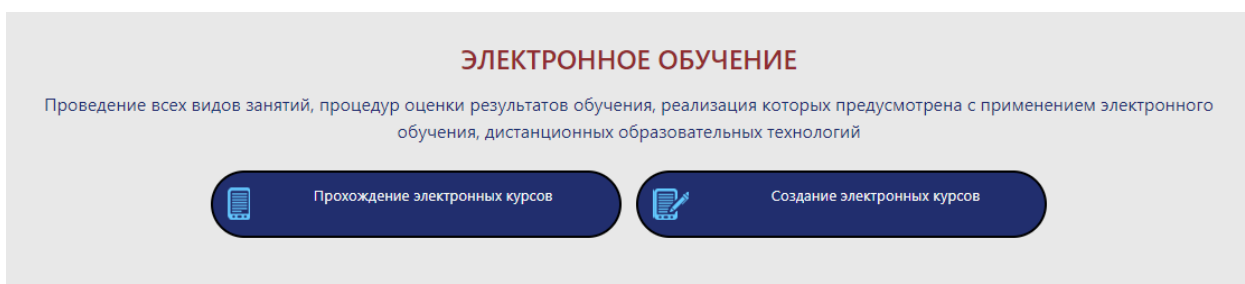 ЭЛЕКТРОННОЕ ОБУЧЕНИЕ
Проведение всех видов занятий, процедур оценки результатов обучения, реализация которых предусмотрена с применением электронного
обучения, дистанционных образовательных технологий
Прохождение электронных курсов
Создание электронных курсов